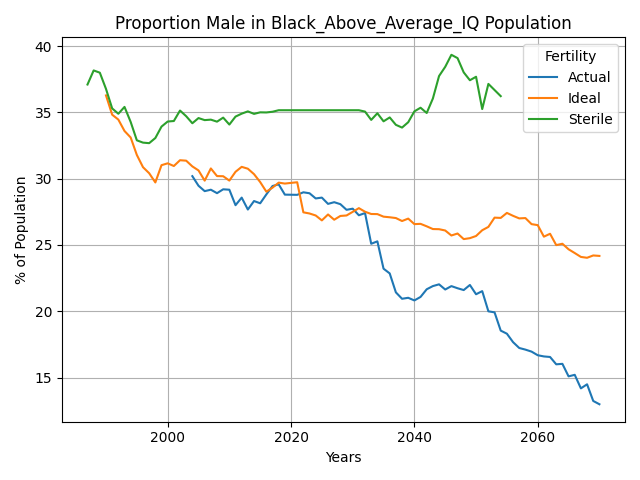 Proportion Male in Black_Above_Average_IQ Population
40
35
30
25
20
15
% of Population
Fertility
Actual
Ideal
Sterile
2000
2020
2040
2060
Years